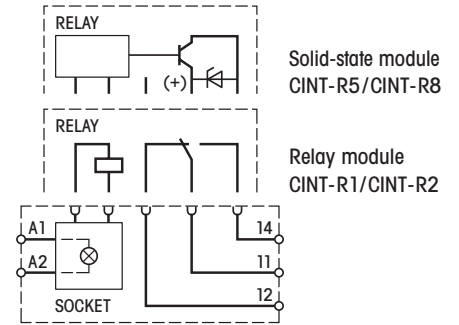 RELAY
(+)
Solid-state module
CINT-R5/CINT-R8
RELAY
Relay module
CINT-R1/CINT-R2
A1
14
A2
11
12
SOCKET